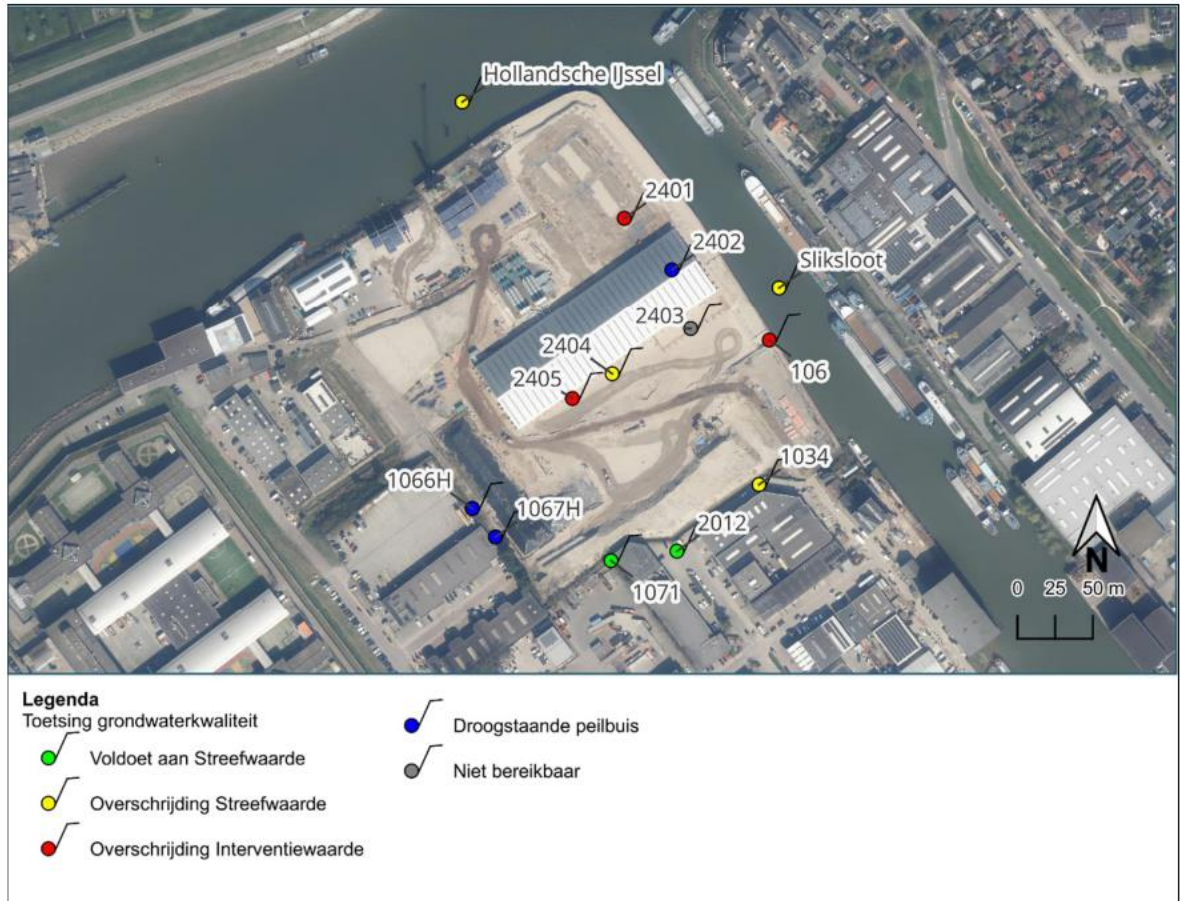 Hollandsche IJssel
2401
2402
Sliksloot
2403
2404
106
2405
1034
1066H
1067H
2012
1071
N
0 25 50 m
Legenda
Toetsing grondwaterkwaliteit
Voldoet aan Streefwaarde
Overschrijding Streefwaarde
Overschrijding Interventiewaarde
Droogstaande peilbuis
Niet bereikbaar